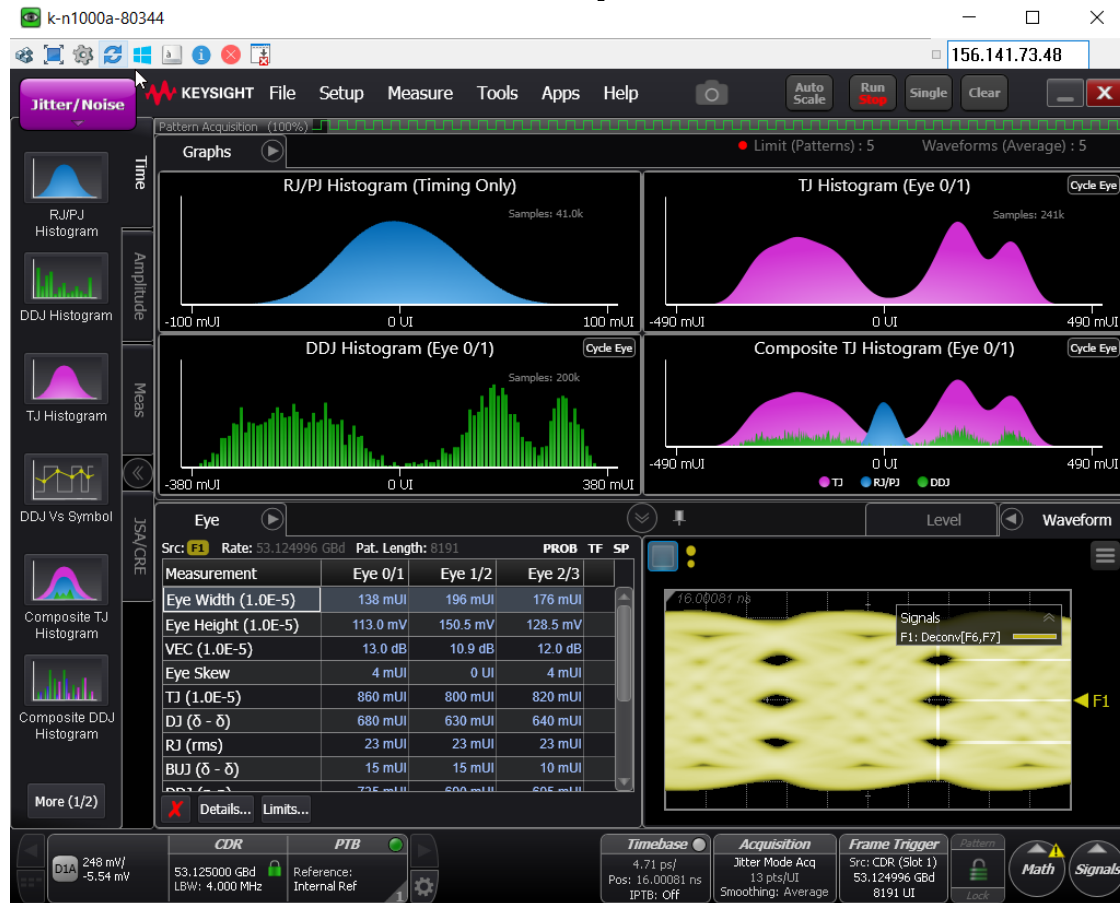 k-n1000a-80344
156.141.73.48
Jitter/Noise
KEYSIGHT File Setup Measure Tools Apps Help
Auto Scale
Run Stop
Single
Clear
Pattern Acquisition (100%)
Graphs
Limit (Patterns) : 5 Waveforms (Average) : 5
Time
Amplitude
Meas
JSA/CRE
RJ/PJ
Histogram
DDJ Histogram
TJ Histogram
DDJ Vs Symbol
Composite TJ
Histogram
Composite DDJ
Histogram
More (1/2)
RJ/PJ Histogram (Timing Only)
Samples: 41.0k
-100 mUI 0 UI 100 mUI
TJ Histogram (Eye 0/1)
Cycle Eye
Samples: 241k
-490 mUI 0 UI 490 mUI
DDJ Histogram (Eye 0/1)
Cycle Eye
Samples: 200k
-380 mUI 0 UI 380 mUI
Composite TJ Histogram (Eye 0/1)
Cycle Eye
-490 mUI 0 UI 490 mUI
TJ RJ/PJ DDJ
Eye
Src: F1 Rate: 53.124996 GBd Pat. Length: 8191 PROB TF SP
Measurement Eye 0/1 Eye 1/2 Eye 2/3
Eye Width (1.0E-5) 138 mUI 196 mUI 176 mUI
Eye Height (1.0E-5) 113.0 mV 150.5 mV 128.5 mV
VEC (1.0E-5) 13.0 dB 10.9 dB 12.0 dB
Eye Skew 4 mUI 0 UI 4 mUI
TJ (1.0E-5) 860 mUI 800 mUI 820 mUI
DJ (δ - δ) 680 mUI 630 mUI 640 mUI
RJ (rms) 23 mUI 23 mUI 23 mUI
BUJ (δ - δ) 15 mUI 15 mUI 10 mUI
Details... Limits...
Level
Waveform
16.00081 ns
Signals
F1: Deconv[F6,F7]
F1
D1A
248 mV/
-5.54 mV
CDR
53.125000 GBd
LBW: 4.000 MHz
PTB
Reference:
Internal Ref
1
Timebase
4.71 ps/
Pos: 16.00081 ns
IPTB: Off
Acquisition
Jitter Mode Acq
13 pts/UI
Smoothing: Average
Frame Trigger
Src: CDR (Slot 1)
53.124996 GBd
8191 UI
Pattern
Lock
Math
Signals